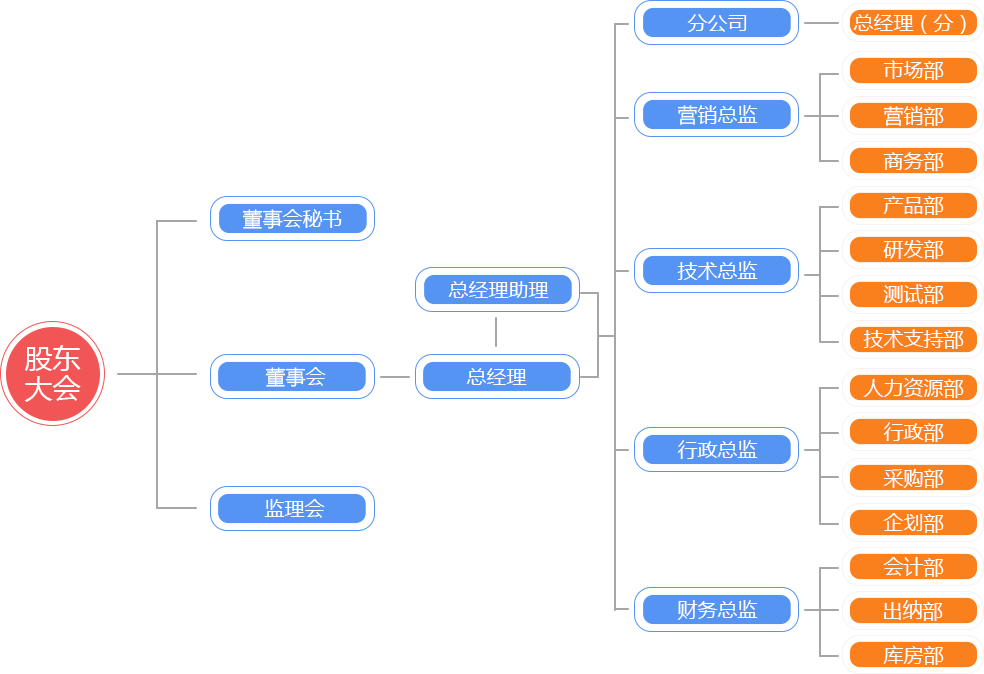 股东
大会
董事会秘书
董事会
监理会
总经理助理
总经理
分公司
总经理（分）
营销总监
市场部
营销部
商务部
技术总监
产品部
研发部
测试部
技术支持部
行政总监
人力资源部
行政部
采购部
企划部
财务总监
会计部
出纳部
库房部